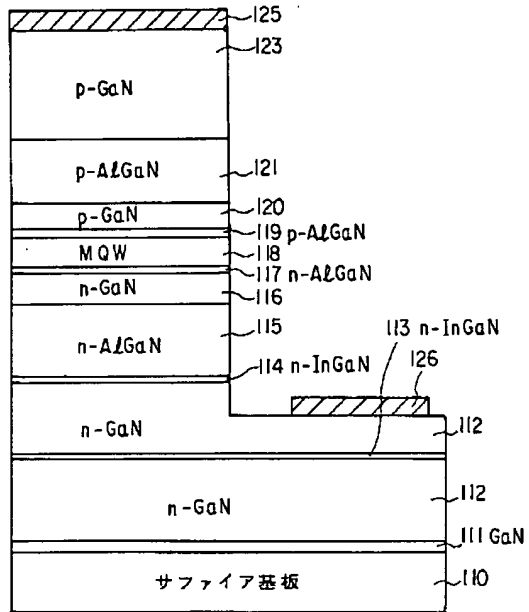 125
123
p-GaN
p-AlGaN
121
p-GaN
120
119 p-AlGaN
MQW
118
117 n-AlGaN
n-GaN
116
115
113 n-InGaN
n-AlGaN
114 n-InGaN
126
n-GaN
112
n-GaN
112
111 GaN
サファイア基板
110